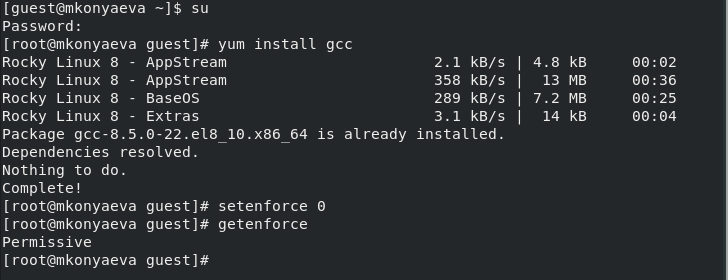 [guest@mkonyaeva ~]$ su
Password:
[root@mkonyaeva guest]# yum install gcc
Rocky Linux 8 - AppStream                       2.1 kB/s | 4.8 kB     00:02
Rocky Linux 8 - AppStream                       358 kB/s |  13 MB     00:36
Rocky Linux 8 - BaseOS                          289 kB/s | 7.2 MB     00:25
Rocky Linux 8 - Extras                          3.1 kB/s |  14 kB     00:04
Package gcc-8.5.0-22.el8_10.x86_64 is already installed.
Dependencies resolved.
Nothing to do.
Complete!
[root@mkonyaeva guest]# setenforce 0
[root@mkonyaeva guest]# getenforce
Permissive
[root@mkonyaeva guest]#